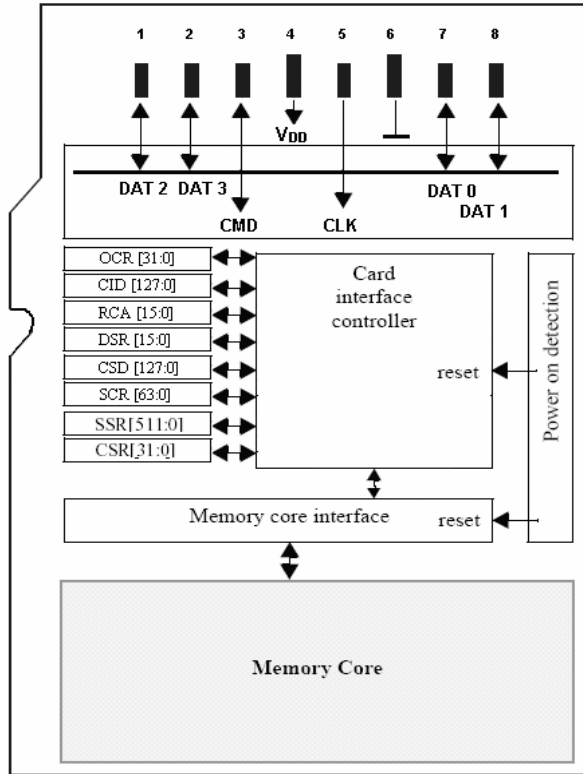 1 2 3 4 5 6 7 8
VDD
DAT 2 DAT 3 DAT 0
DAT 1
CMD CLK
OCR [31:0]
CID [127:0]
RCA [15:0]
DSR [15:0]
CSD [127:0]
SCR [63:0]
SSR[511:0]
CSR[31:0]
Card
interface
controller
reset
Power on detection
Memory core interface
reset
Memory Core